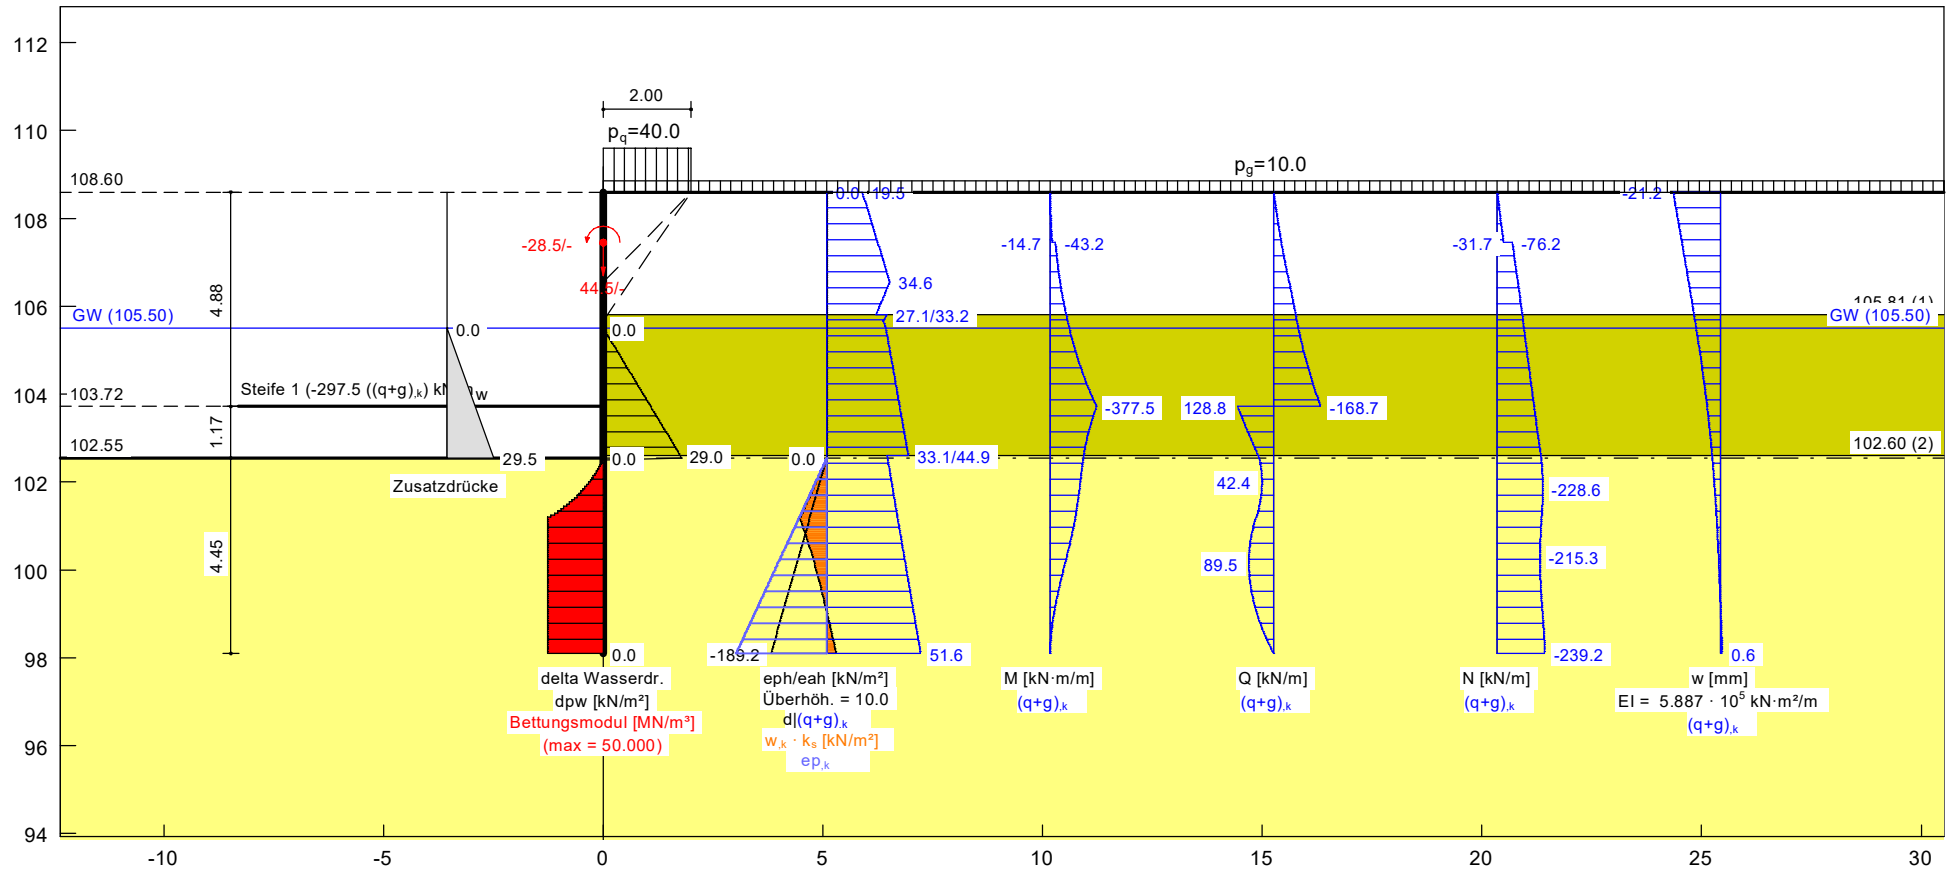 112
110
108
106
104
102
100
98
96
94
-10
-5
0
5
10
15
20
25
30
2.00
pq=40.0
pg=10.0
108.60
4.88
GW (105.50)
103.72
1.17
102.55
4.45
Steife 1 (-297.5 ((q+g),k) kN
w
0.0
29.5
Zusatzdrücke
-28.5/-
44.5/-
0.0
0.0
29.0
0.0
0.0 19.5
34.6
27.1/33.2
33.1/44.9
0.0
-189.2
51.6
-14.7
-43.2
-377.5
128.8
-168.7
42.4
89.5
-31.7
-76.2
-228.6
-215.3
-239.2
-21.2
0.6
105.81 (1)
GW (105.50)
102.60 (2)
delta Wasserdr.
dpw [kN/m²]
Bettungsmodul [MN/m³]
(max = 50.000)
eph/eah [kN/m²]
Überhöh. = 10.0
d|(q+g),k
w,k · ks [kN/m²]
ep,k
M [kN·m/m]
(q+g),k
Q [kN/m]
(q+g),k
N [kN/m]
(q+g),k
w [mm]
EI = 5.887 · 10⁵ kN·m²/m
(q+g),k